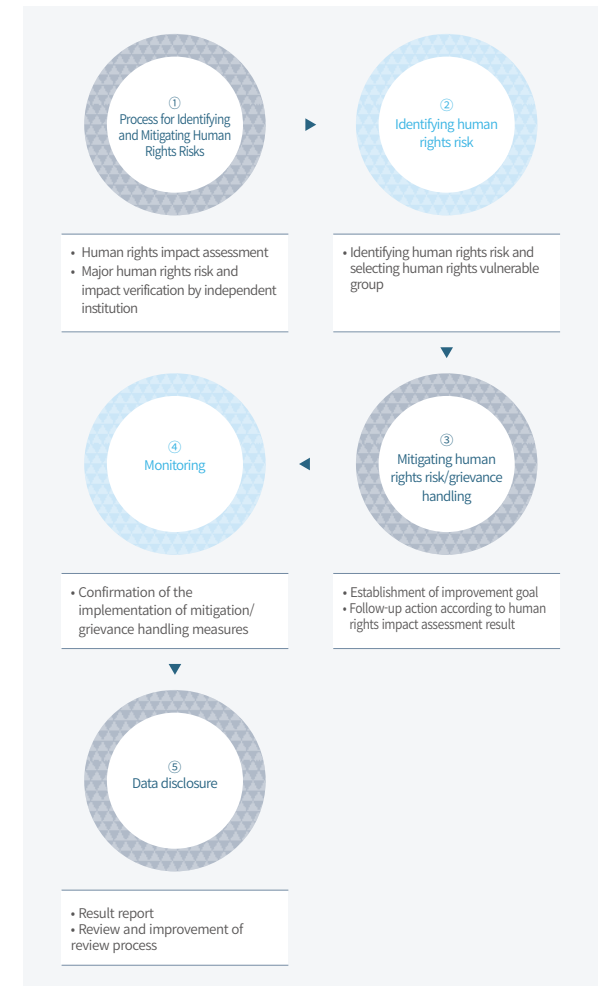 ①
Process for Identifying
and Mitigating Human
Rights Risks
• Human rights impact assessment
• Major human rights risk and
impact verification by independent
institution
②
Identifying human
rights risk
• Identifying human rights risk and
selecting human rights vulnerable
group
③
Mitigating human
rights risk/grievance
handling
• Establishment of improvement goal
• Follow-up action according to human
rights impact assessment result
④
Monitoring
• Confirmation of the
implementation of mitigation/
grievance handling measures
⑤
Data disclosure
• Result report
• Review and improvement of
review process